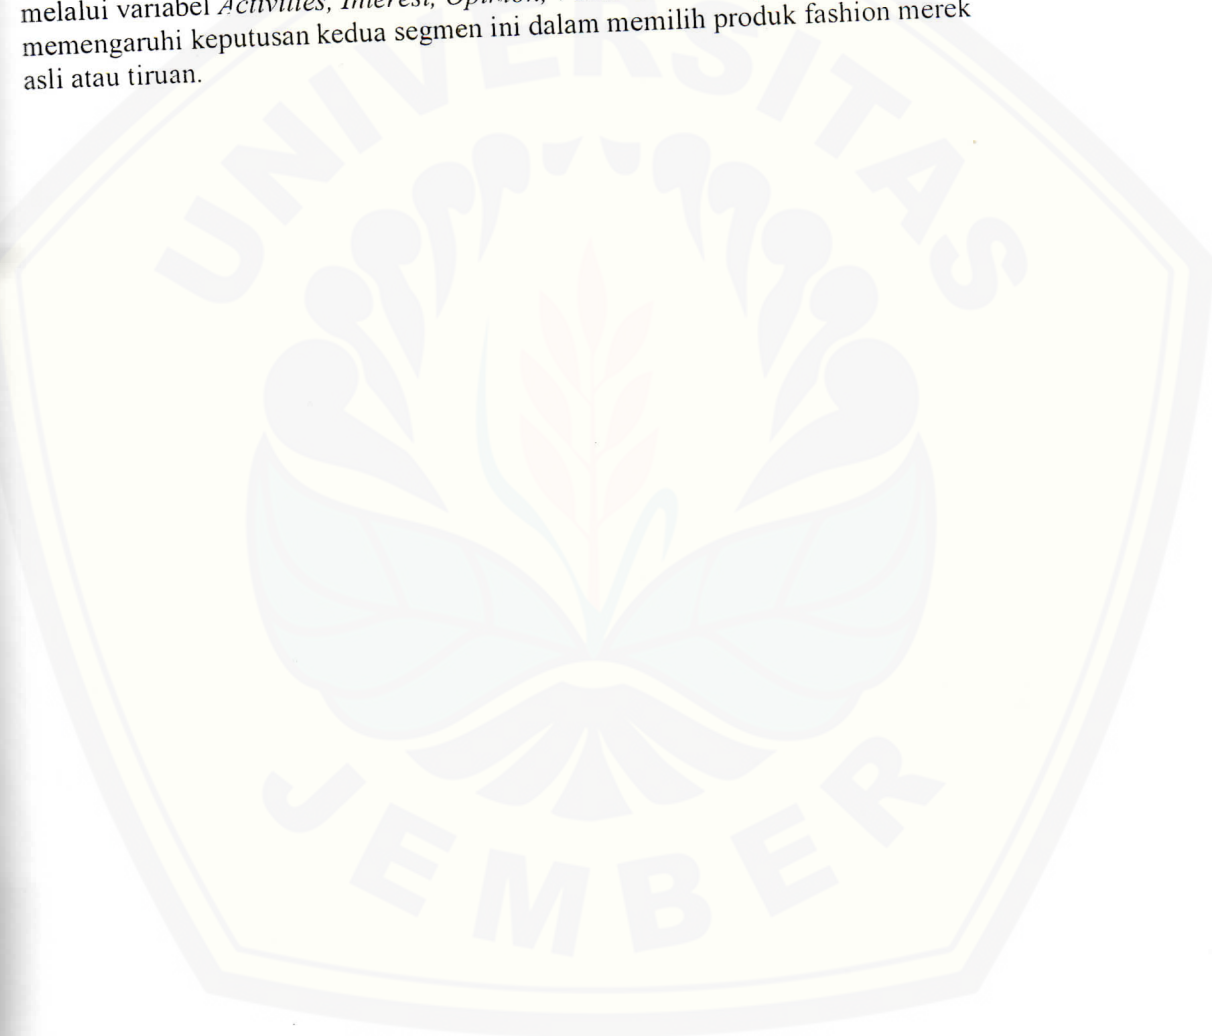 melalui variabel Activities, Interest, Opinion,
memengaruhi keputusan kedua segmen ini dalam memilih produk fashion merek
asli atau tiruan.
UNIVERSITAS
JEMBER